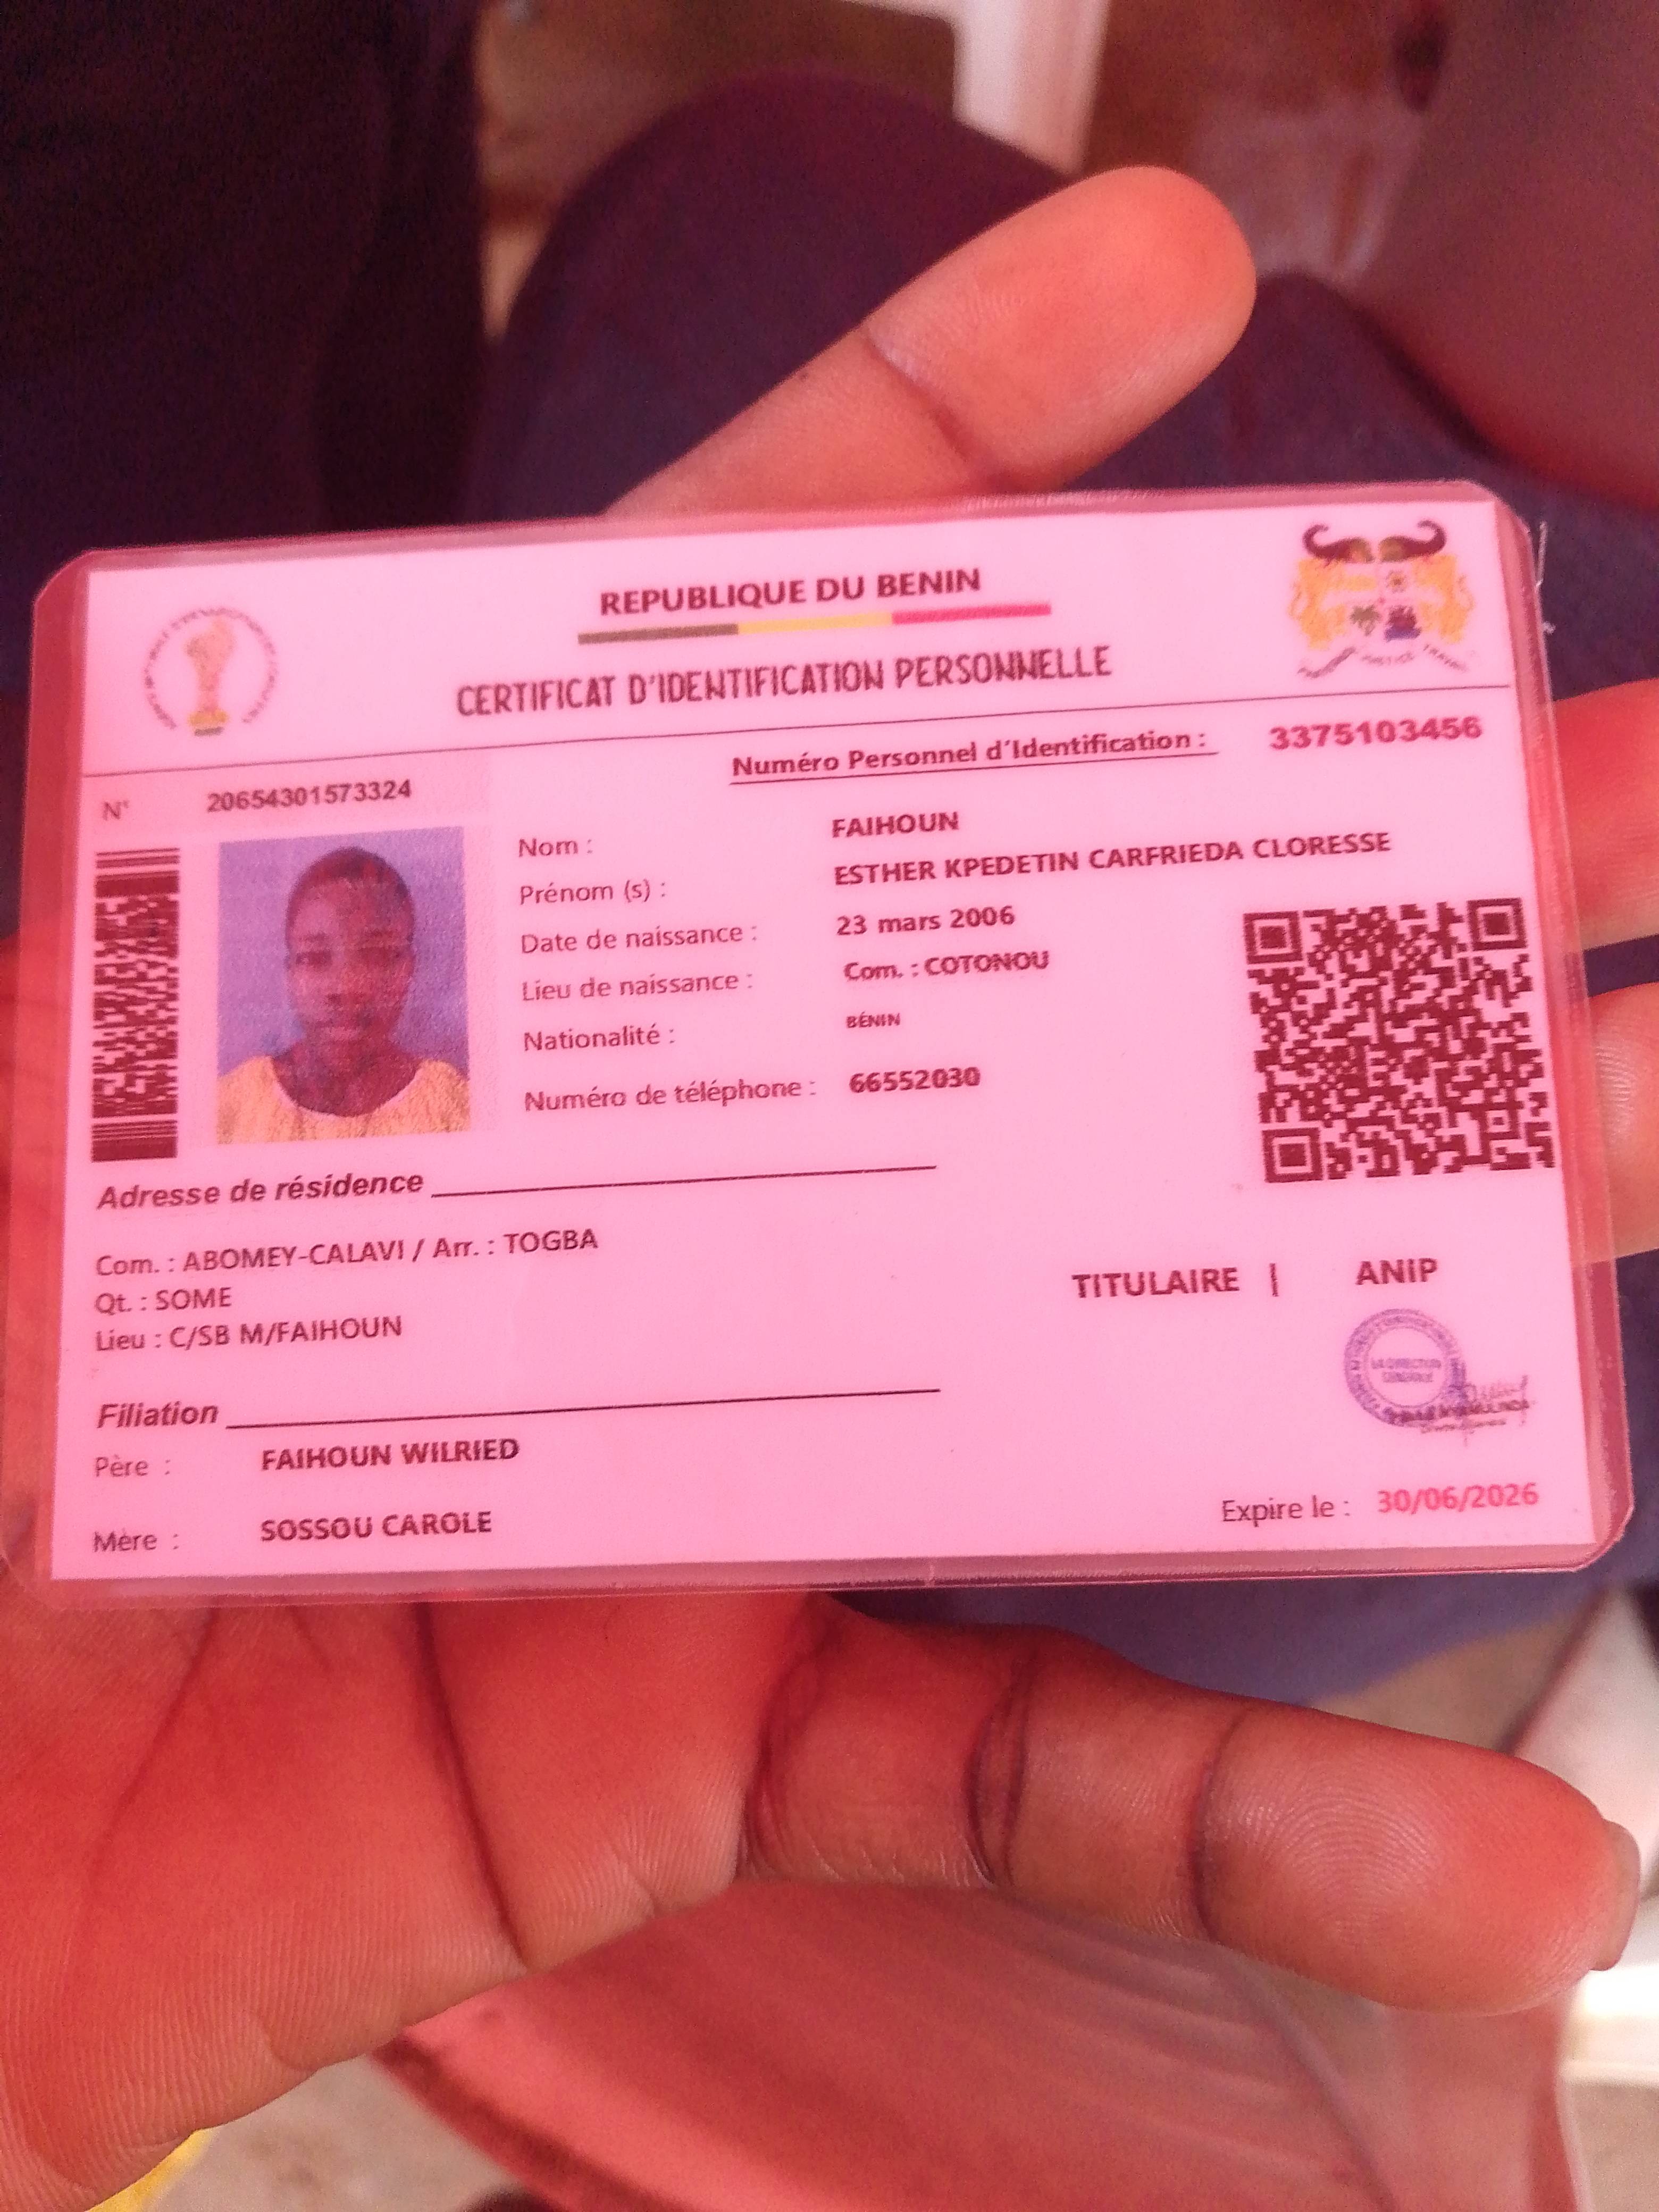 REPUBLIQUE DU BENIN
CERTIFICAT D'IDENTIFICATION PERSONNELLE
Numéro Personnel d'Identification : 3375103456
N° 20654301573324
Nom : FAIHOUN
Prénom (s) : ESTHER KPEDETIN CARFRIEDA CLORESSE
Date de naissance : 23 mars 2006
Lieu de naissance : Com. : COTONOU
Nationalité : BÉNIN
Numéro de téléphone : 66552030
Adresse de résidence
Com. : ABOMEY-CALAVI / Arr. : TOGBA
Qt. : SOME
Lieu : C/SB M/FAIHOUN
TITULAIRE | ANIP
Filiation
Père : FAIHOUN WILRIED
Mère : SOSSOU CAROLE
Expire le : 30/06/2026